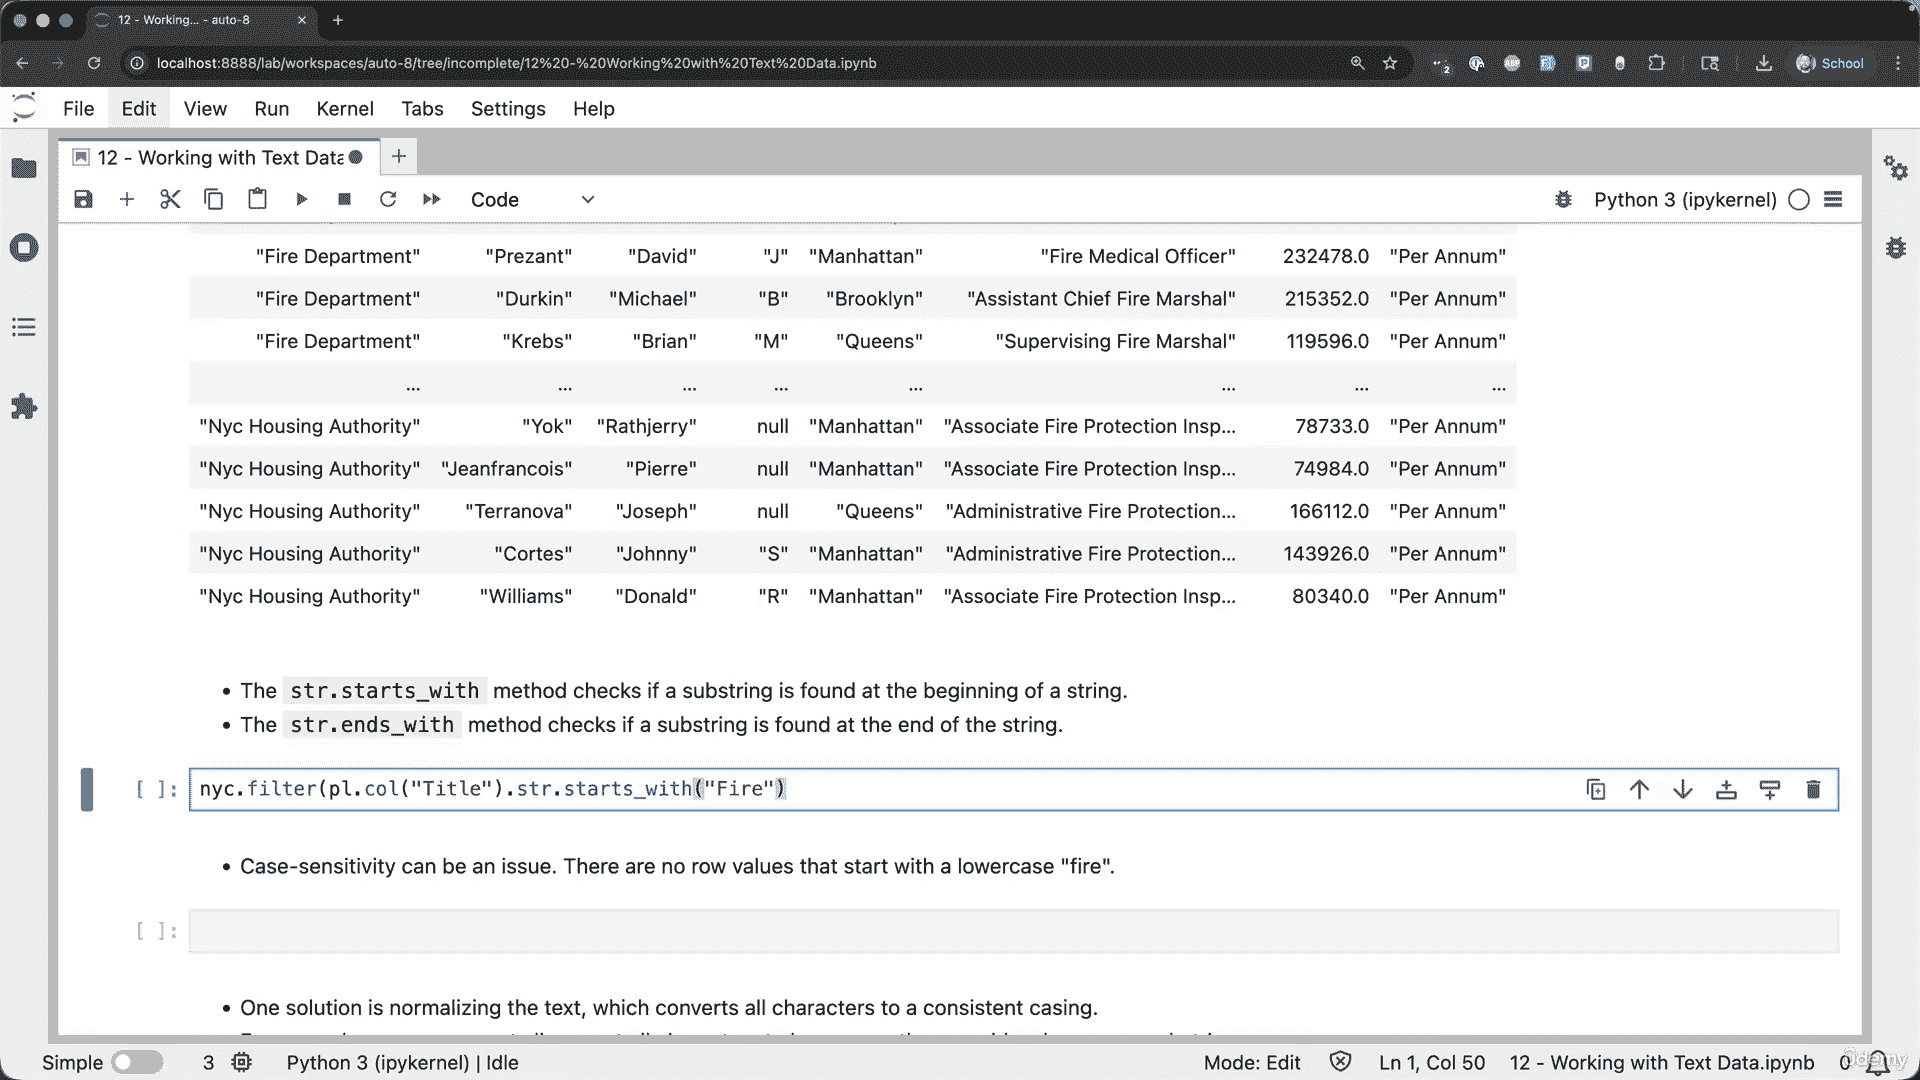 12 - Working... - auto-8
localhost:8888/lab/workspaces/auto-8/tree/incomplete/12%20-%20Working%20with%20Text%20Data.ipynb
2
School
File Edit View Run Kernel Tabs Settings Help
12 - Working with Text Data
Code
Python 3 (ipykernel)
"Fire Department" "Prezant" "David" "J" "Manhattan" "Fire Medical Officer" 232478.0 "Per Annum"
"Fire Department" "Durkin" "Michael" "B" "Brooklyn" "Assistant Chief Fire Marshal" 215352.0 "Per Annum"
"Fire Department" "Krebs" "Brian" "M" "Queens" "Supervising Fire Marshal" 119596.0 "Per Annum"
... ... ... ... ... ... ... ...
"Nyc Housing Authority" "Yok" "Rathjerry" null "Manhattan" "Associate Fire Protection Insp... 78733.0 "Per Annum"
"Nyc Housing Authority" "Jeanfrancois" "Pierre" null "Manhattan" "Associate Fire Protection Insp... 74984.0 "Per Annum"
"Nyc Housing Authority" "Terranova" "Joseph" null "Queens" "Administrative Fire Protection... 166112.0 "Per Annum"
"Nyc Housing Authority" "Cortes" "Johnny" "S" "Manhattan" "Administrative Fire Protection... 143926.0 "Per Annum"
"Nyc Housing Authority" "Williams" "Donald" "R" "Manhattan" "Associate Fire Protection Insp... 80340.0 "Per Annum"
• The str.starts_with method checks if a substring is found at the beginning of a string.
• The str.ends_with method checks if a substring is found at the end of the string.
[ ]: nyc.filter(pl.col("Title").str.starts_with("Fire")
• Case-sensitivity can be an issue. There are no row values that start with a lowercase "fire".
[ ]:
• One solution is normalizing the text, which converts all characters to a consistent casing.
Simple 3 Python 3 (ipykernel) | Idle Mode: Edit Ln 1, Col 50 12 - Working with Text Data.ipynb 0
udemy